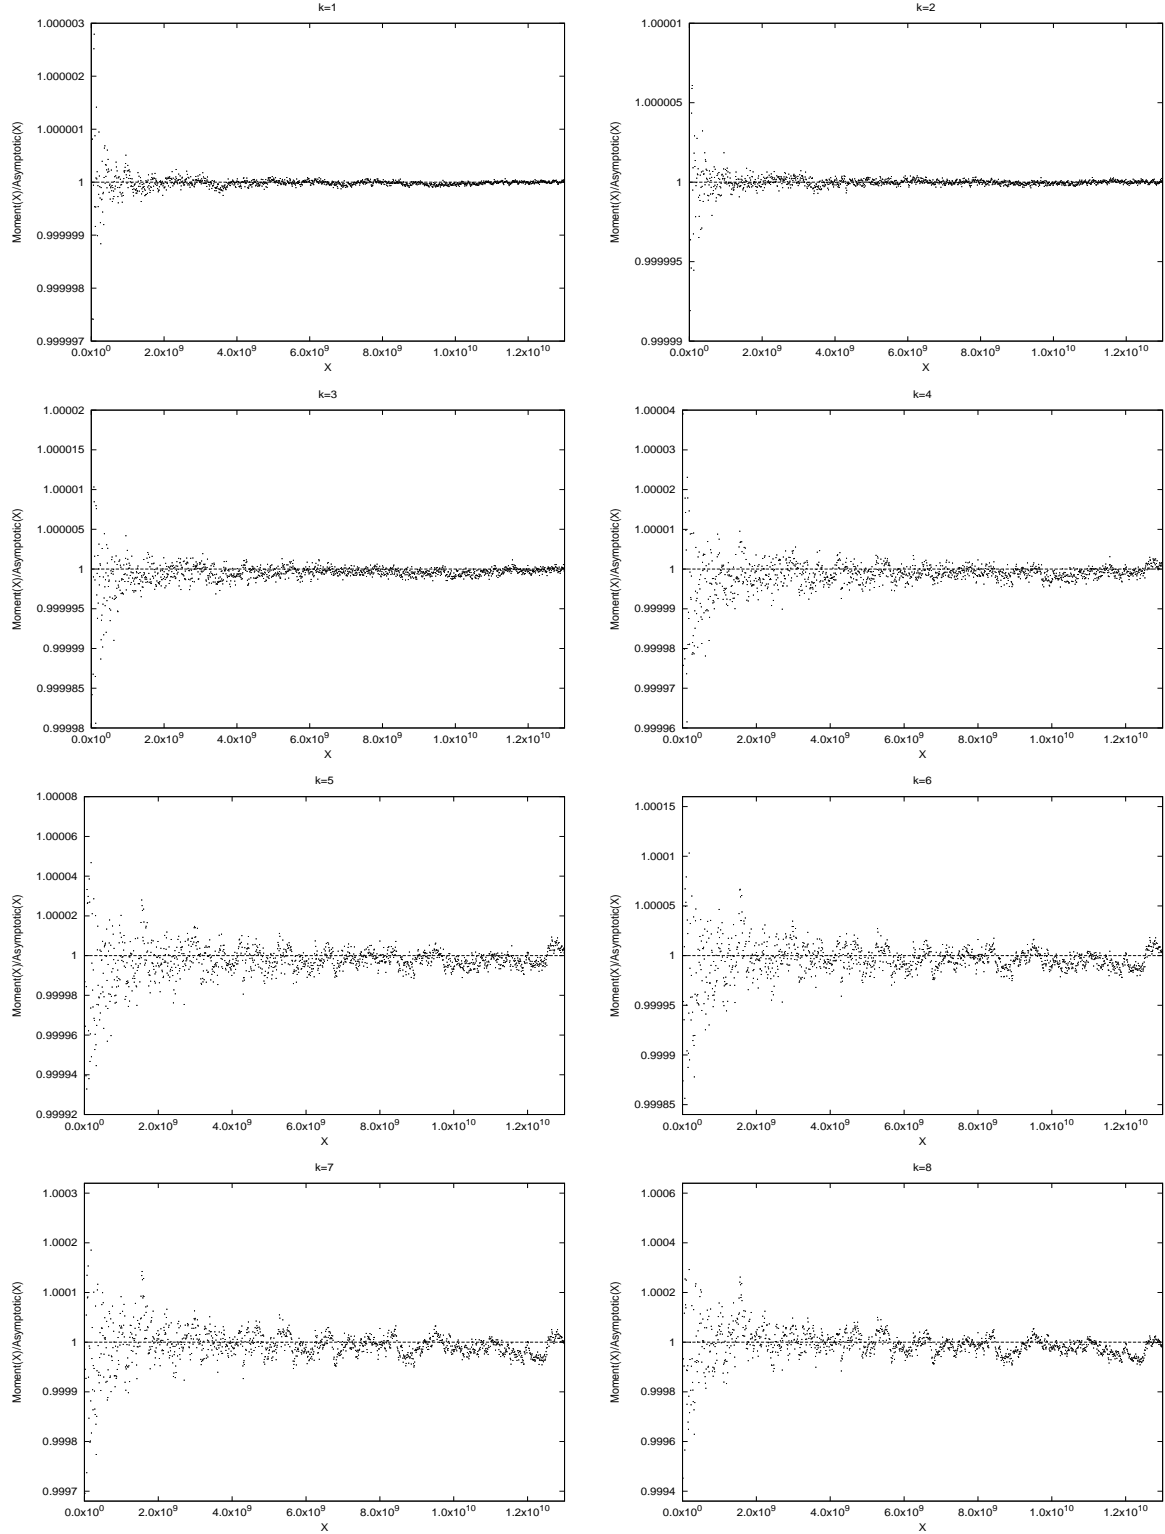 k=1
1.000003
1.000002
1.000001
1
0.999999
0.999998
0.999997
Moment(X)/Asymptotic(X)
0.0x10^0 2.0x10^9 4.0x10^9 6.0x10^9 8.0x10^9 1.0x10^10 1.2x10^10
X
k=2
1.00001
1.000005
1
0.999995
0.99999
Moment(X)/Asymptotic(X)
0.0x10^0 2.0x10^9 4.0x10^9 6.0x10^9 8.0x10^9 1.0x10^10 1.2x10^10
X
k=3
1.00002
1.000015
1.00001
1.000005
1
0.999995
0.99999
0.999985
0.99998
Moment(X)/Asymptotic(X)
0.0x10^0 2.0x10^9 4.0x10^9 6.0x10^9 8.0x10^9 1.0x10^10 1.2x10^10
X
k=4
1.00004
1.00003
1.00002
1.00001
1
0.99999
0.99998
0.99997
0.99996
Moment(X)/Asymptotic(X)
0.0x10^0 2.0x10^9 4.0x10^9 6.0x10^9 8.0x10^9 1.0x10^10 1.2x10^10
X
k=5
1.00008
1.00006
1.00004
1.00002
1
0.99998
0.99996
0.99994
0.99992
Moment(X)/Asymptotic(X)
0.0x10^0 2.0x10^9 4.0x10^9 6.0x10^9 8.0x10^9 1.0x10^10 1.2x10^10
X
k=6
1.00015
1.0001
1.00005
1
0.99995
0.9999
0.99985
Moment(X)/Asymptotic(X)
0.0x10^0 2.0x10^9 4.0x10^9 6.0x10^9 8.0x10^9 1.0x10^10 1.2x10^10
X
k=7
1.0003
1.0002
1.0001
1
0.9999
0.9998
0.9997
Moment(X)/Asymptotic(X)
0.0x10^0 2.0x10^9 4.0x10^9 6.0x10^9 8.0x10^9 1.0x10^10 1.2x10^10
X
k=8
1.0006
1.0004
1.0002
1
0.9998
0.9996
0.9994
Moment(X)/Asymptotic(X)
0.0x10^0 2.0x10^9 4.0x10^9 6.0x10^9 8.0x10^9 1.0x10^10 1.2x10^10
X